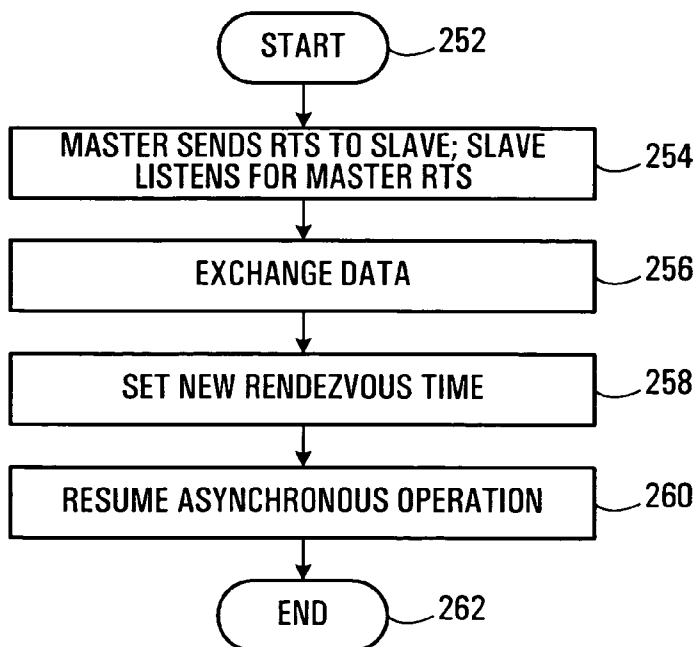 START
252
MASTER SENDS RTS TO SLAVE; SLAVE
LISTENS FOR MASTER RTS
254
EXCHANGE DATA
256
SET NEW RENDEZVOUS TIME
258
RESUME ASYNCHRONOUS OPERATION
260
END
262